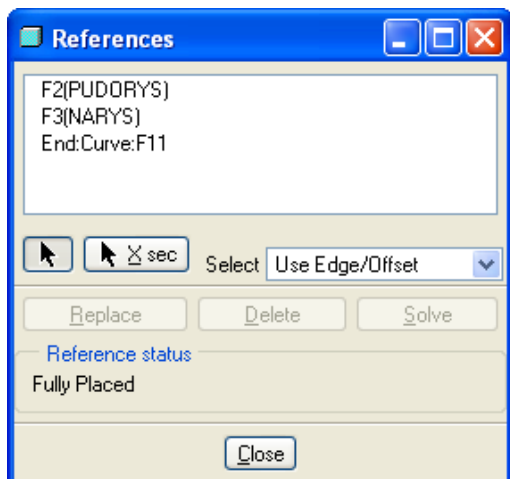 References
F2(PUDORYS)
F3(NARYS)
End:Curve:F11
X sec Select Use Edge/Offset
Replace Delete Solve
Reference status
Fully Placed
Close